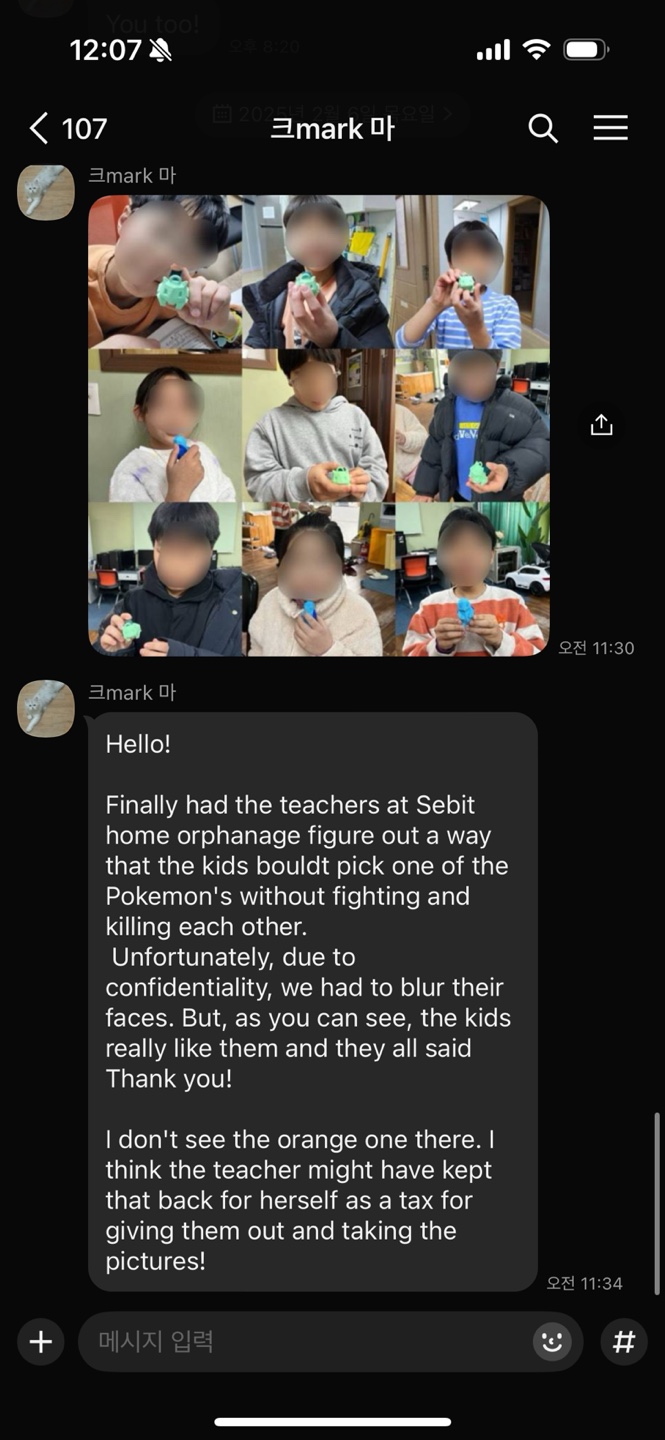 You too!
오후 8:20
12:07
2025년 2월 6일 목요일 >
107
크mark 마
크mark 마
오전 11:30
크mark 마
Hello!
Finally had the teachers at Sebit
home orphanage figure out a way
that the kids bouldt pick one of the
Pokemon's without fighting and
killing each other.
Unfortunately, due to
confidentiality, we had to blur their
faces. But, as you can see, the kids
really like them and they all said
Thank you!
I don't see the orange one there. I
think the teacher might have kept
that back for herself as a tax for
giving them out and taking the
pictures!
오전 11:34
메시지 입력
#